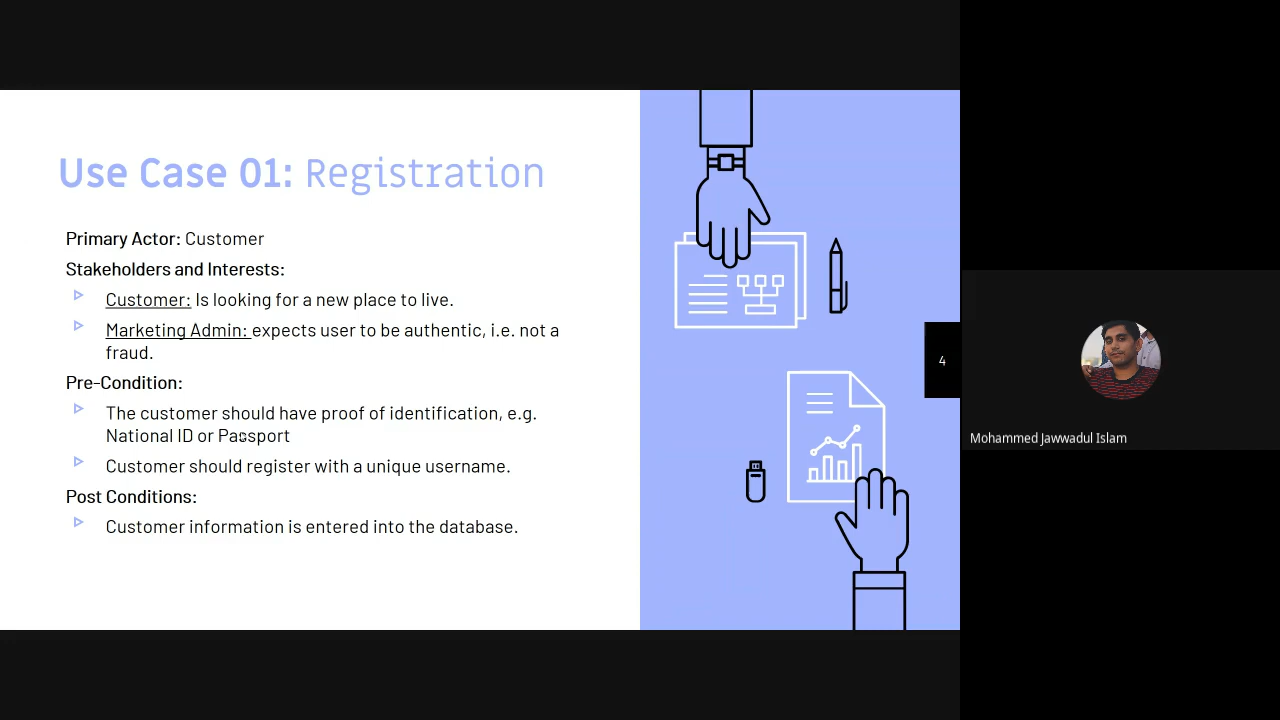 Use Case 01: Registration
Primary Actor: Customer
Stakeholders and Interests:
Customer: Is looking for a new place to live.
Marketing Admin: expects user to be authentic, i.e. not a
fraud.
Pre-Condition:
The customer should have proof of identification, e.g.
National ID or Passport
Customer should register with a unique username.
Post Conditions:
Customer information is entered into the database.
4
Mohammed Jawwadul Islam